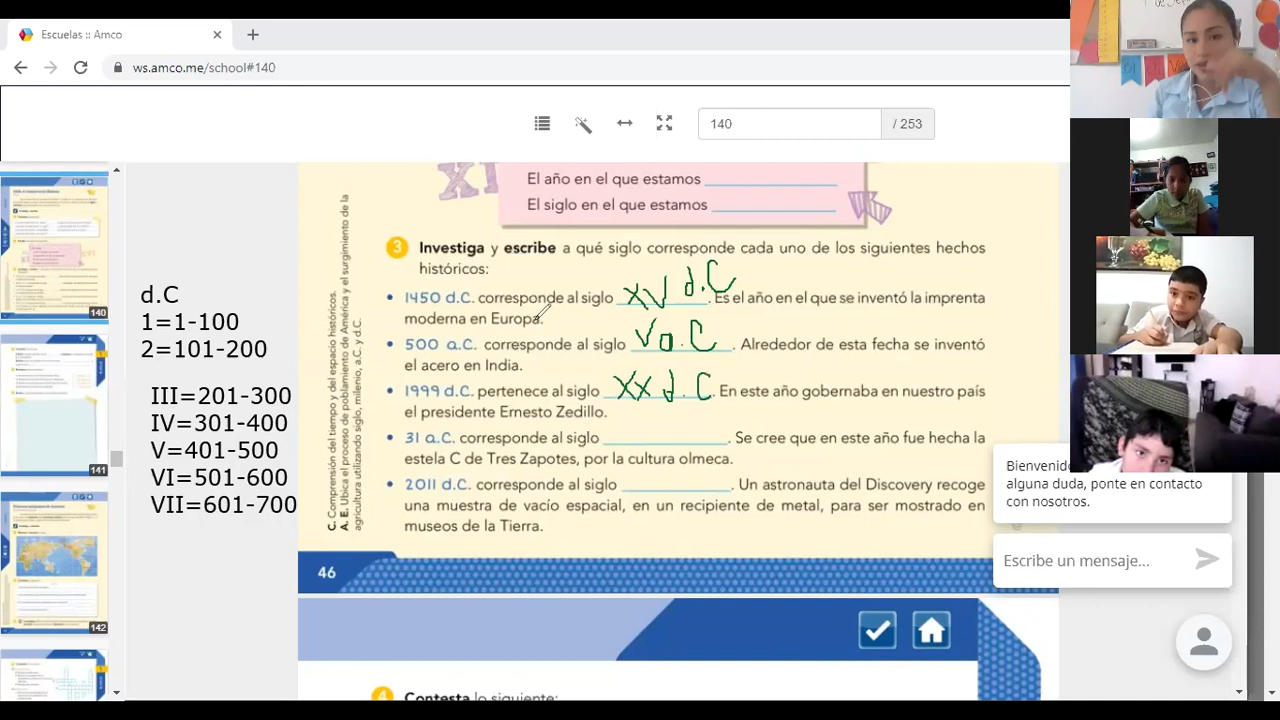 Escuelas :: Amco
ws.amco.me/school#140
140 / 253
El año en el que estamos
El siglo en el que estamos
3 Investiga y escribe a qué siglo corresponde cada uno de los siguientes hechos
históricos:
• 1450 d.C. corresponde al siglo XV d.C. Es el año en el que se inventó la imprenta
moderna en Europa.
• 500 a.C. corresponde al siglo V a.C. Alrededor de esta fecha se inventó
el acero en India.
• 1999 d.C. pertenece al siglo XX d.C. En este año gobernaba en nuestro país
el presidente Ernesto Zedillo.
• 31 a.C. corresponde al siglo . Se cree que en este año fue hecha la
estela C de Tres Zapotes, por la cultura olmeca.
• 2011 d.C. corresponde al siglo . Un astronauta del Discovery recoge
una muestra de vacío espacial, en un recipiente de metal, para ser mostrado en
museos de la Tierra.
C. Comprensión del tiempo y del espacio históricos.
A. E. Ubica el proceso de poblamiento de América y el surgimiento de la
agricultura utilizando siglo, milenio, a.C. y d.C.
46
4 Contesta lo siguiente:
d.C
1=1-100
2=101-200
III=201-300
IV=301-400
V=401-500
VI=501-600
VII=601-700
140
141
142
Bienvenido
alguna duda, ponte en contacto
con nosotros.
Escribe un mensaje...